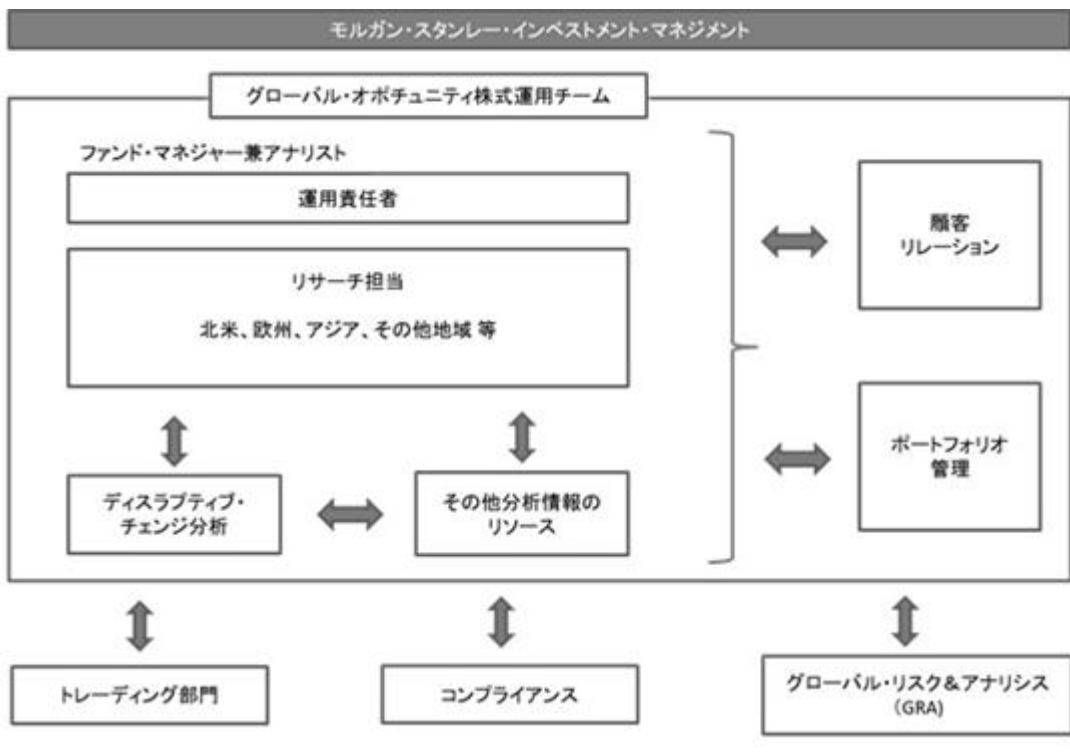 モルガン・スタンレー・インベストメント・マネジメント
グローバル・オポチュニティ株式運用チーム
ファンド・マネジャー兼アナリスト
運用責任者
リサーチ担当
北米、欧州、アジア、その他地域 等
顧客
リレーション
ポートフォリオ
管理
ディスラプティブ・
チェンジ分析
その他分析情報の
リソース
トレーディング部門
コンプライアンス
グローバル・リスク&アナリシス
(GRA)